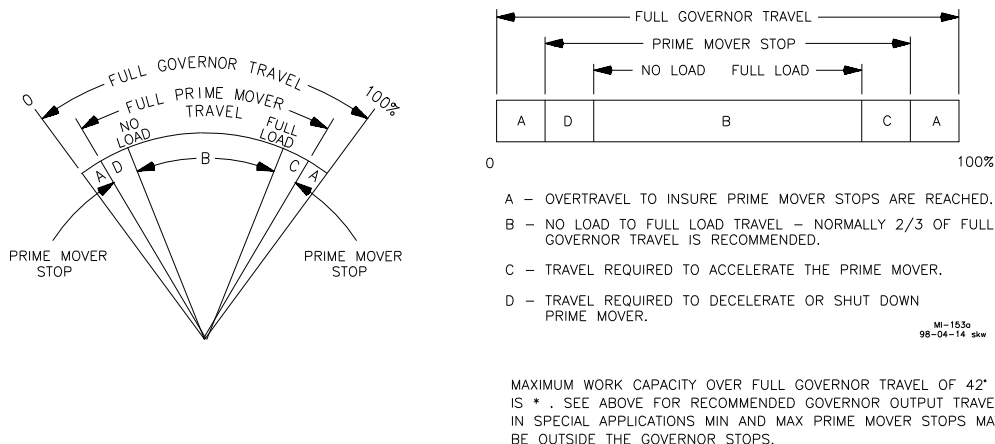 FULL GOVERNOR TRAVEL
0
100%
FULL PRIME MOVER
TRAVEL
NO
LOAD
FULL
LOAD
A
D
B
C
A
PRIME MOVER
STOP
PRIME MOVER
STOP
FULL GOVERNOR TRAVEL
PRIME MOVER STOP
NO LOAD FULL LOAD
A D B C A
0 100%
A – OVERTRAVEL TO INSURE PRIME MOVER STOPS ARE REACHED.
B – NO LOAD TO FULL LOAD TRAVEL – NORMALLY 2/3 OF FULL
GOVERNOR TRAVEL IS RECOMMENDED.
C – TRAVEL REQUIRED TO ACCELERATE THE PRIME MOVER.
D – TRAVEL REQUIRED TO DECELERATE OR SHUT DOWN
PRIME MOVER.
MI–153a
98–04–14 skw
MAXIMUM WORK CAPACITY OVER FULL GOVERNOR TRAVEL OF 42°
IS * . SEE ABOVE FOR RECOMMENDED GOVERNOR OUTPUT TRAVE
IN SPECIAL APPLICATIONS MIN AND MAX PRIME MOVER STOPS MA
BE OUTSIDE THE GOVERNOR STOPS.